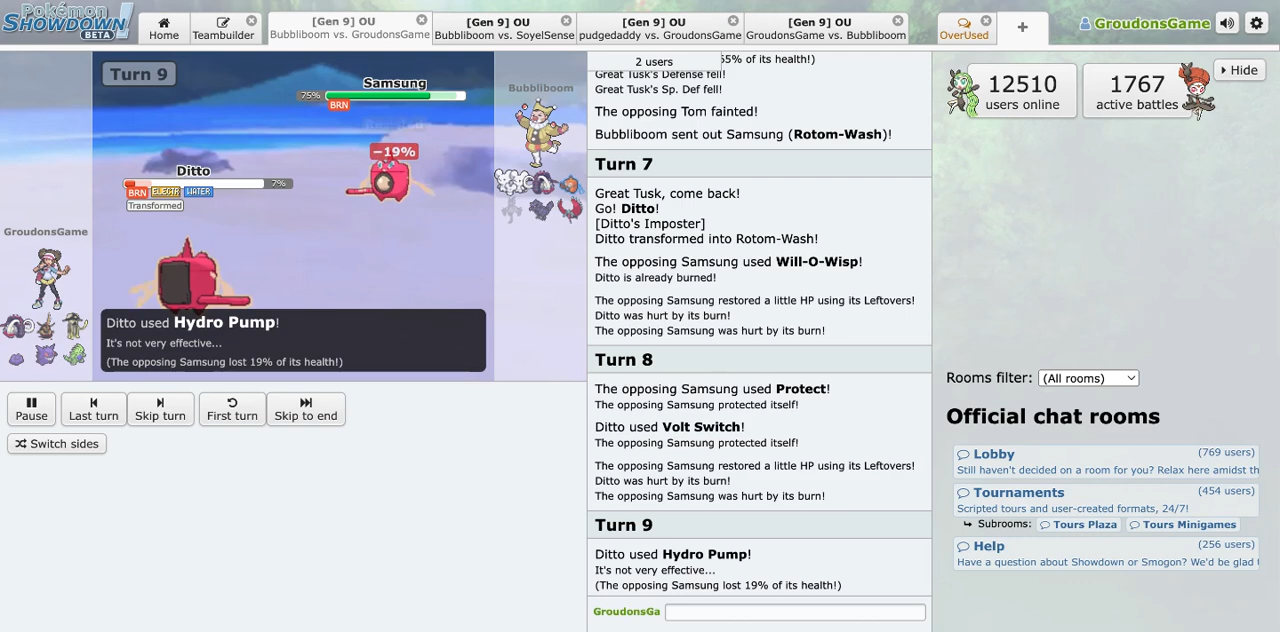 Pokémon
SHOWDOWN!
BETA
Home
Teambuilder
[Gen 9] OU
Bubbliboom vs. GroudonsGame
[Gen 9] OU
Bubbliboom vs. SoyelSense
[Gen 9] OU
pudgedaddy vs. GroudonsGame
[Gen 9] OU
GroudonsGame vs. Bubbliboom
OverUsed
+
GroudonsGame
Turn 9
Samsung
75%
BRN
−19%
Ditto
7%
BRN ELECTR WATER
Transformed
GroudonsGame
Bubbliboom
Ditto used Hydro Pump!
It's not very effective...
(The opposing Samsung lost 19% of its health!)
Pause
Last turn
Skip turn
First turn
Skip to end
Switch sides
2 users
55% of its health!)
Great Tusk's Defense fell!
Great Tusk's Sp. Def fell!
The opposing Tom fainted!
Bubbliboom sent out Samsung (Rotom-Wash)!
Turn 7
Great Tusk, come back!
Go! Ditto!
[Ditto's Imposter]
Ditto transformed into Rotom-Wash!
The opposing Samsung used Will-O-Wisp!
Ditto is already burned!
The opposing Samsung restored a little HP using its Leftovers!
Ditto was hurt by its burn!
The opposing Samsung was hurt by its burn!
Turn 8
The opposing Samsung used Protect!
The opposing Samsung protected itself!
Ditto used Volt Switch!
The opposing Samsung protected itself!
The opposing Samsung restored a little HP using its Leftovers!
Ditto was hurt by its burn!
The opposing Samsung was hurt by its burn!
Turn 9
Ditto used Hydro Pump!
It's not very effective...
(The opposing Samsung lost 19% of its health!)
GroudonsGa
12510
users online
1767
active battles
Hide
Rooms filter: (All rooms)
Official chat rooms
Lobby (769 users)
Still haven't decided on a room for you? Relax here amidst th
Tournaments (454 users)
Scripted tours and user-created formats, 24/7!
Subrooms: Tours Plaza Tours Minigames
Help (256 users)
Have a question about Showdown or Smogon? We'd be glad t